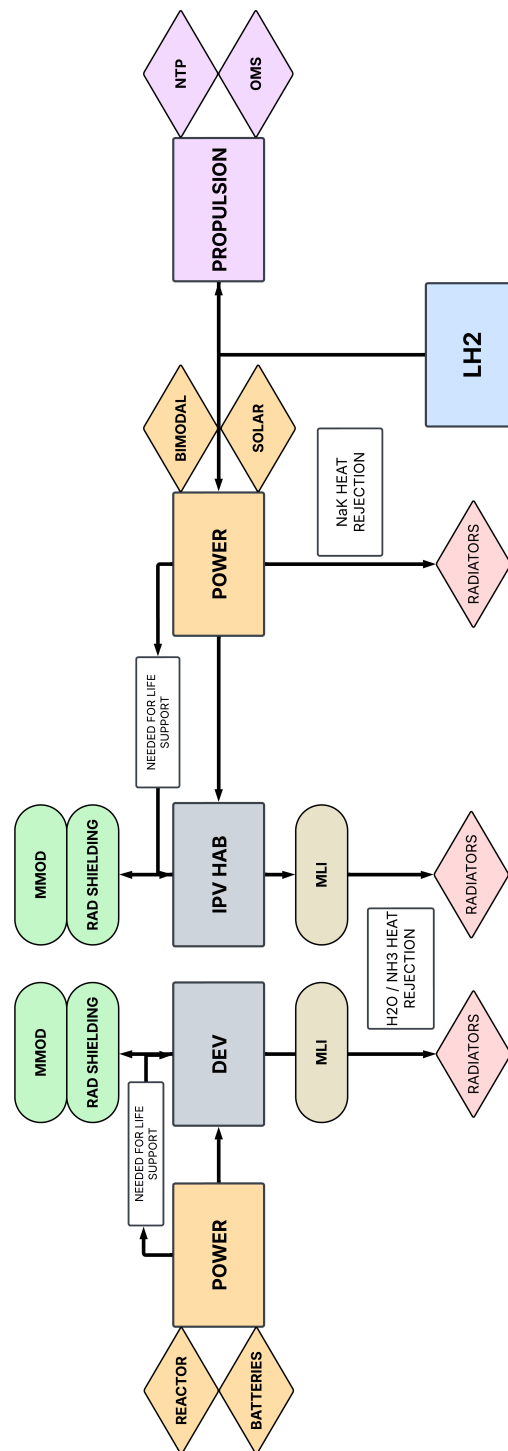 MMOD
MMOD
RAD SHIELDING
RAD SHIELDING
NEEDED FOR LIFE
SUPPORT
NEEDED FOR LIFE
SUPPORT
REACTOR
BIMODAL
NTP
POWER
DEV
IPV HAB
POWER
PROPULSION
BATTERIES
SOLAR
OMS
MLI
MLI
NaK HEAT
REJECTION
H2O / NH3 HEAT
REJECTION
RADIATORS
RADIATORS
RADIATORS
LH2